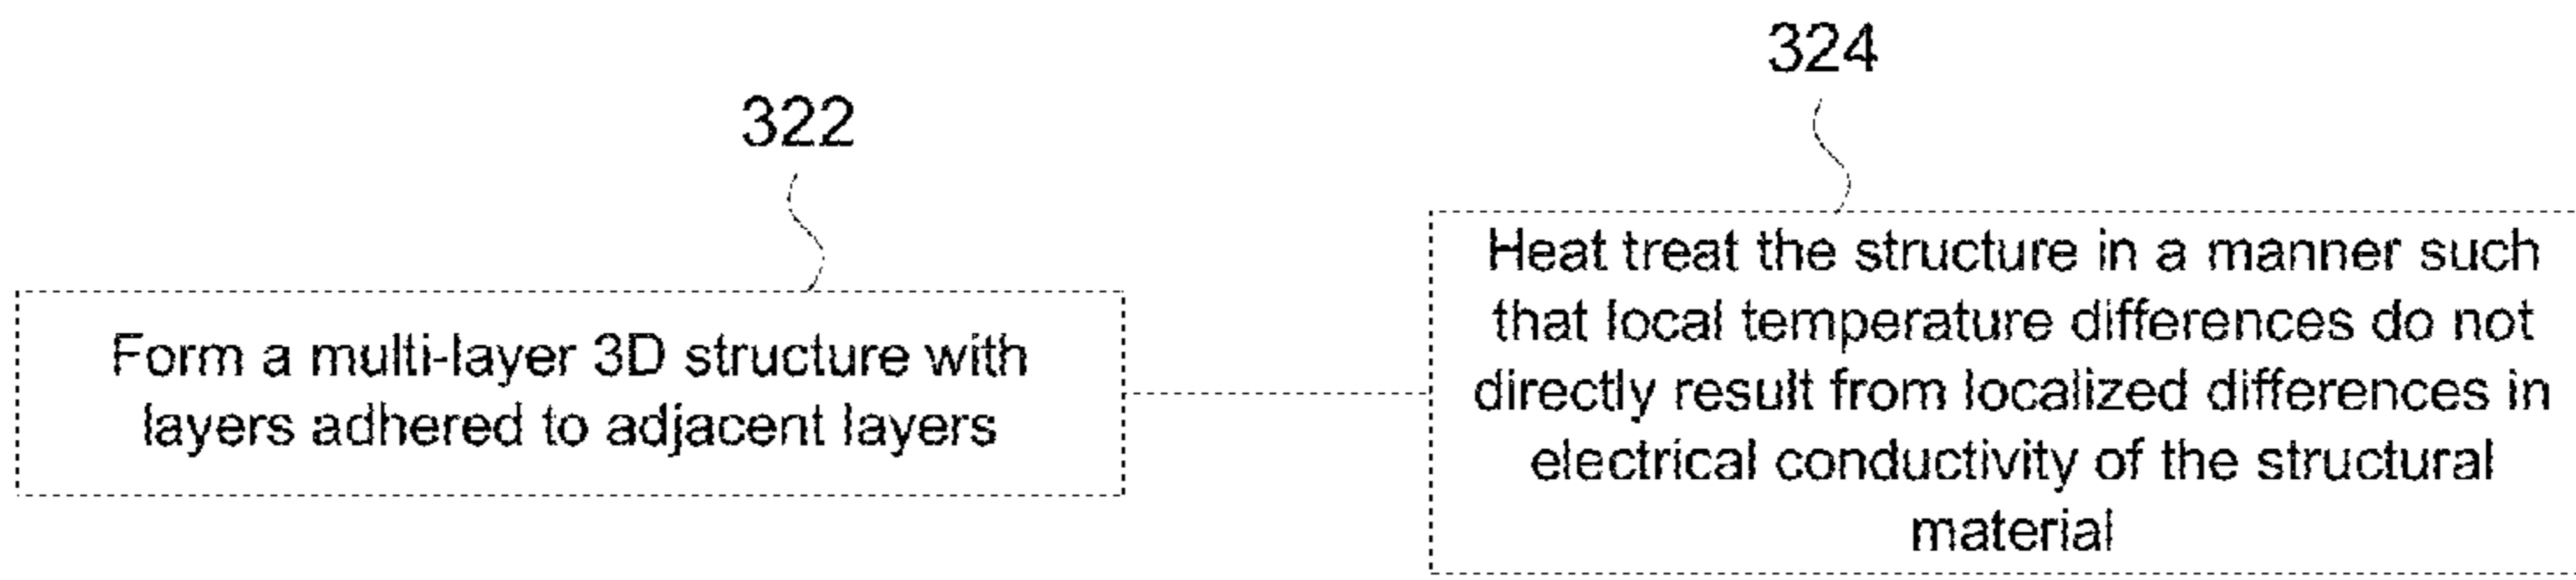 324
322
Heat treat the structure in a manner such
that local temperature differences do not
directly result from localized differences in
electrical conductivity of the structural
material
Form a multi-layer 3D structure with
layers adhered to adjacent layers